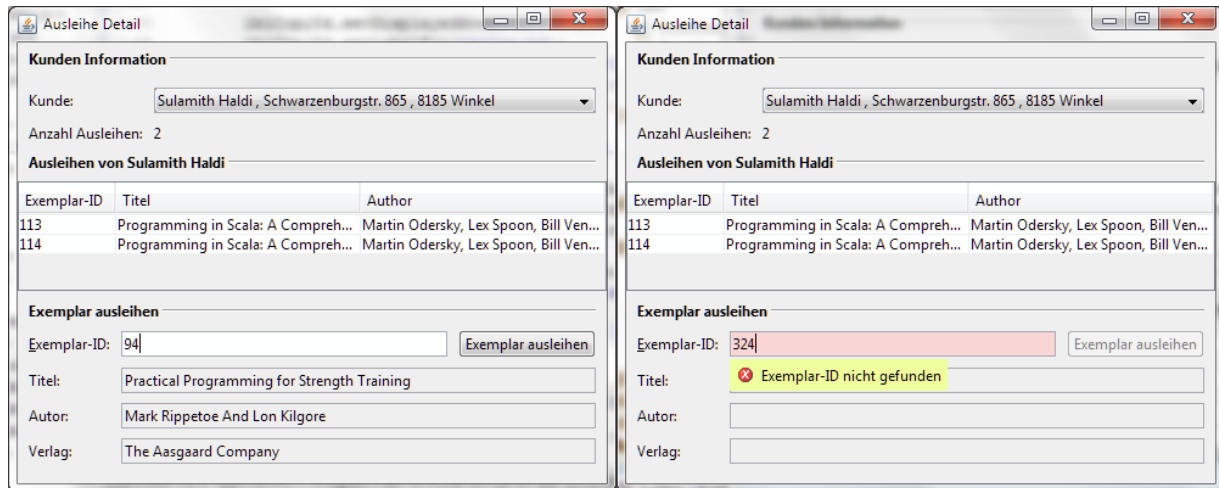 Ausleihe Detail
Kunden Information
Kunde: Sulamith Haldi , Schwarzenburgstr. 865 , 8185 Winkel
Anzahl Ausleihen: 2
Ausleihen von Sulamith Haldi
Exemplar-ID Titel Author
113 Programming in Scala: A Compreh... Martin Odersky, Lex Spoon, Bill Ven...
114 Programming in Scala: A Compreh... Martin Odersky, Lex Spoon, Bill Ven...
Exemplar ausleihen
Exemplar-ID: 94 Exemplar ausleihen
Titel: Practical Programming for Strength Training
Autor: Mark Rippetoe And Lon Kilgore
Verlag: The Aasgaard Company
Ausleihe Detail
Kunden Information
Kunde: Sulamith Haldi , Schwarzenburgstr. 865 , 8185 Winkel
Anzahl Ausleihen: 2
Ausleihen von Sulamith Haldi
Exemplar-ID Titel Author
113 Programming in Scala: A Compreh... Martin Odersky, Lex Spoon, Bill Ven...
114 Programming in Scala: A Compreh... Martin Odersky, Lex Spoon, Bill Ven...
Exemplar ausleihen
Exemplar-ID: 324 Exemplar ausleihen
Titel: Exemplar-ID nicht gefunden
Autor:
Verlag: